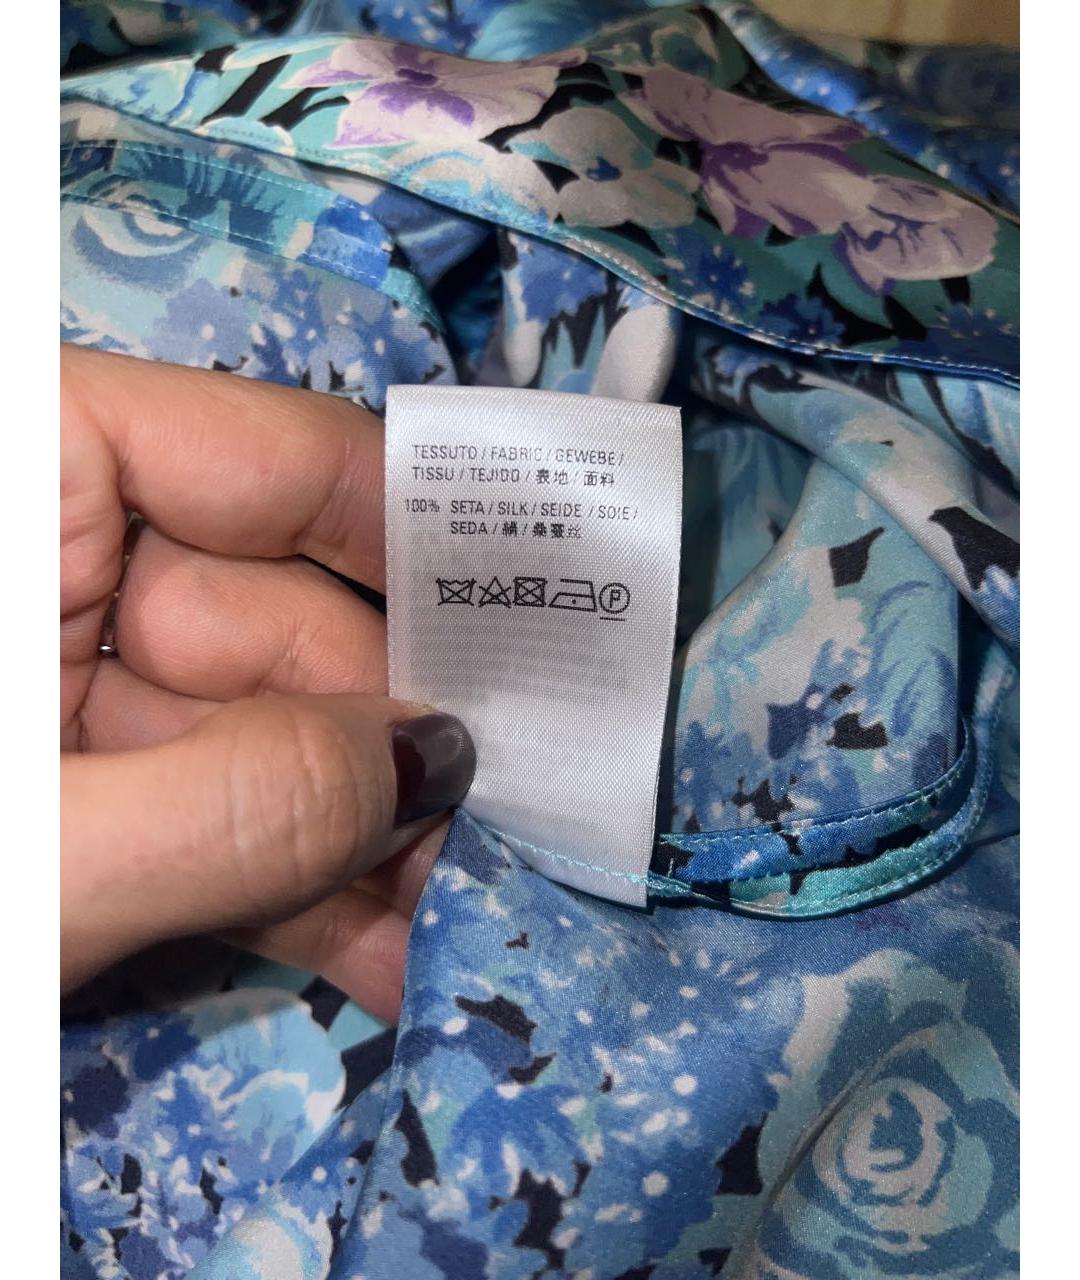 TESSUTO / FABRIC / GEWEBE /
TISSU / TEJIDO / 表地 / 面料
100% SETA / SILK / SEIDE / SOIE /
SEDA / 絹 / 桑蚕丝
P